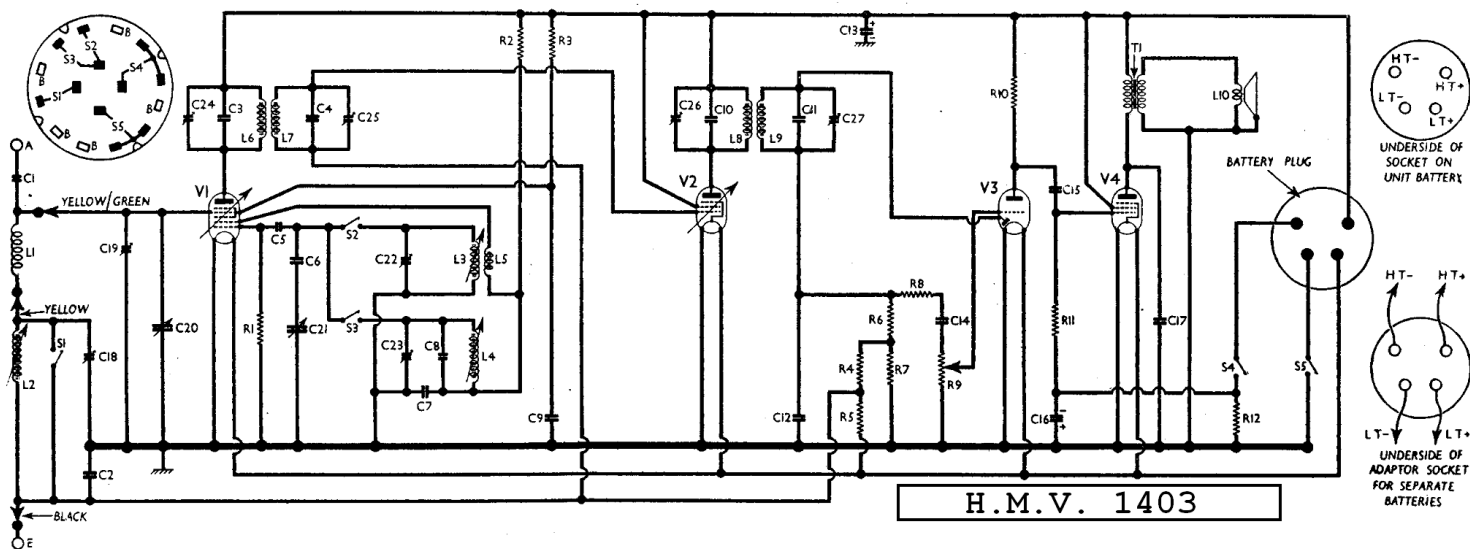 S2
S3
S4
S1
S5
B
B
B
B
B
B
A
C1
YELLOW/GREEN
L1
YELLOW
L2
S1
C18
C2
BLACK
E
C19
C20
C24
C3
L6
L7
C4
C25
V1
C5
S2
C6
R1
C21
S3
C22
L3
L5
C23
C8
L4
C7
R2
R3
C9
C26
C10
L8
L9
C11
C27
V2
C13
C12
R4
R5
R6
R7
R8
C14
R9
R10
V3
C15
R11
C16
V4
C17
T1
L10
BATTERY PLUG
S4
S5
R12
HT-
HT+
LT-
LT+
UNDERSIDE OF
SOCKET ON
UNIT BATTERY
HT-
HT+
LT-
LT+
UNDERSIDE OF
ADAPTOR SOCKET
FOR SEPARATE
BATTERIES
H.M.V. 1403